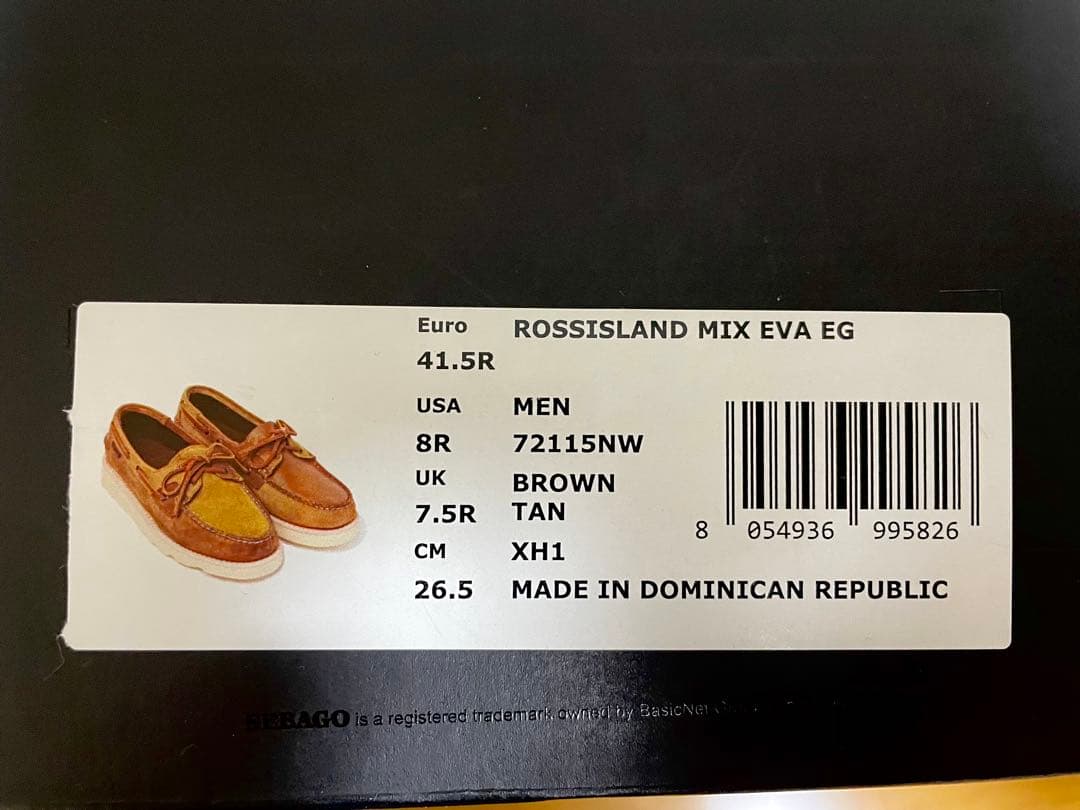 Euro
41.5R
USA
8R
UK
7.5R
CM
26.5
ROSSISLAND MIX EVA EG
MEN
72115NW
BROWN
TAN
XH1
MADE IN DOMINICAN REPUBLIC
8 054936 995826
SEBAGO is a registered trademark owned by BasicNet